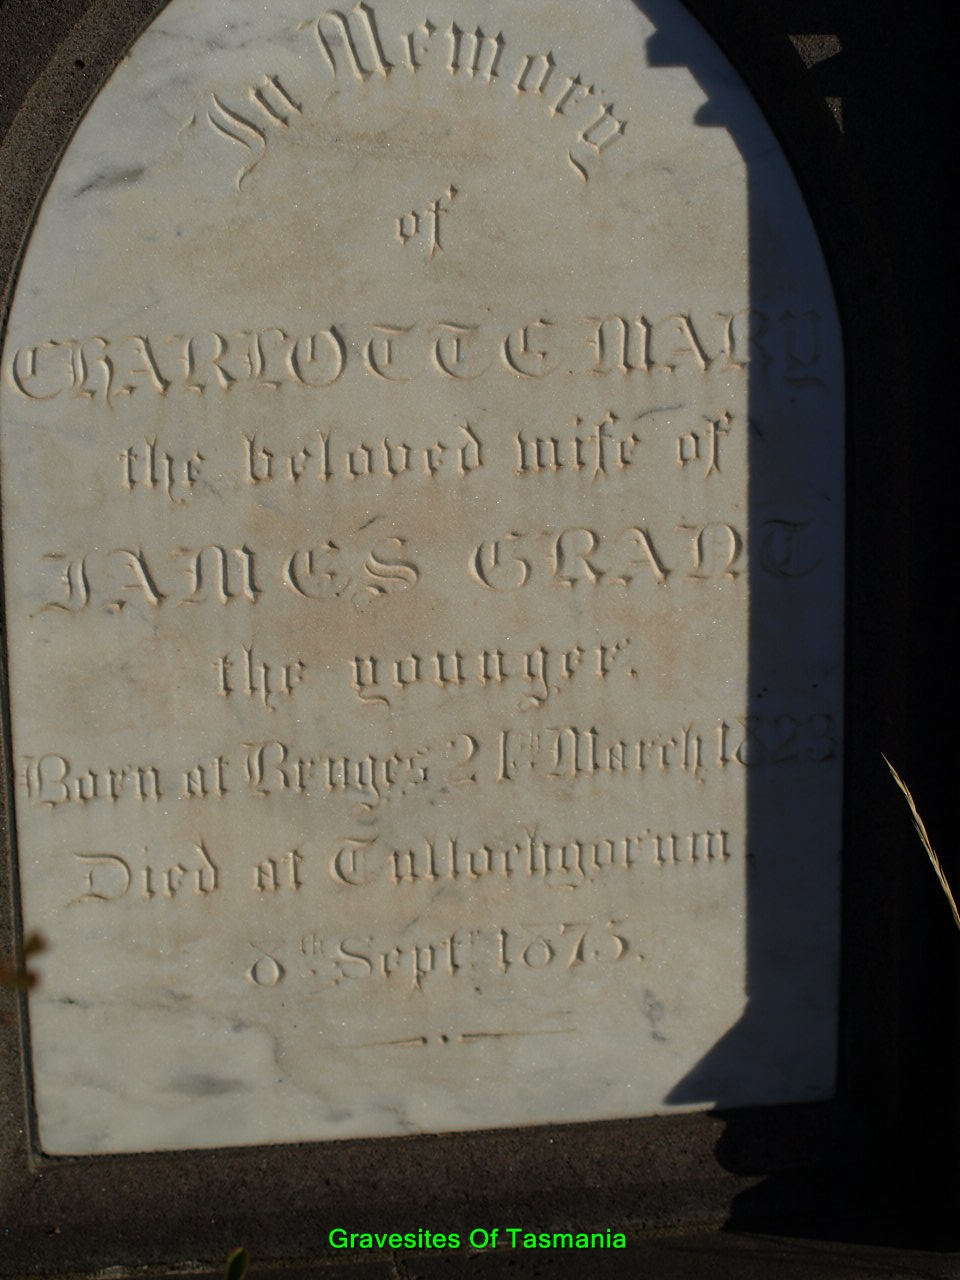 In Memory
of
CHARLOTTE MARY
the beloved wife of
JAMES GRANT
the younger.
Born at Bruges 21st March 1823
Died at Tullochgorum
8th Septr 1875.
Gravesites Of Tasmania